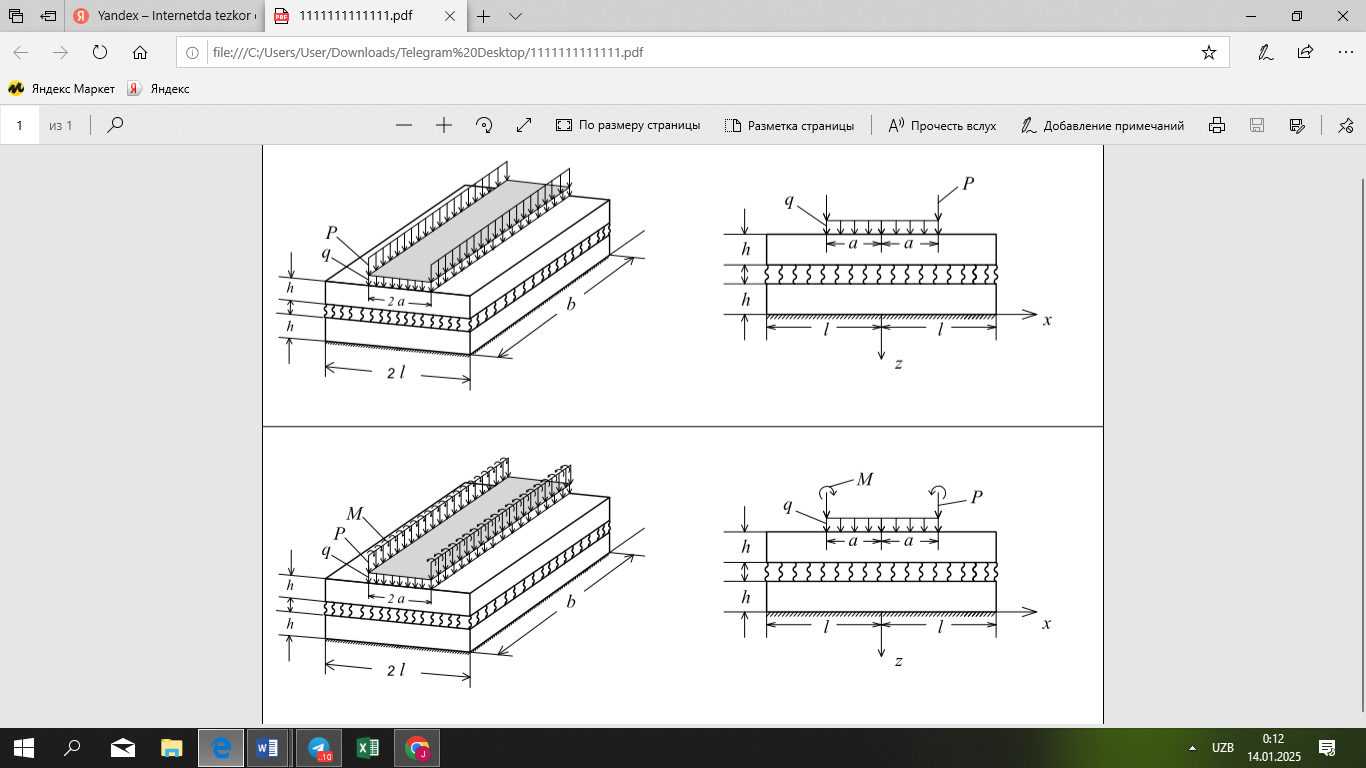 Yandex – Internetda tezkor
1111111111111.pdf
file:///C:/Users/User/Downloads/Telegram%20Desktop/1111111111111.pdf
Яндекс Маркет
Яндекс
1 из 1
По размеру страницы
Разметка страницы
Прочесть вслух
Добавление примечаний
P
q
h
h
2 a
b
2 l
P
q
h
a
a
h
x
l
l
z
M
P
q
h
h
2 a
b
2 l
M
P
q
h
a
a
h
x
l
l
z
..10
J
UZB
0:12
14.01.2025